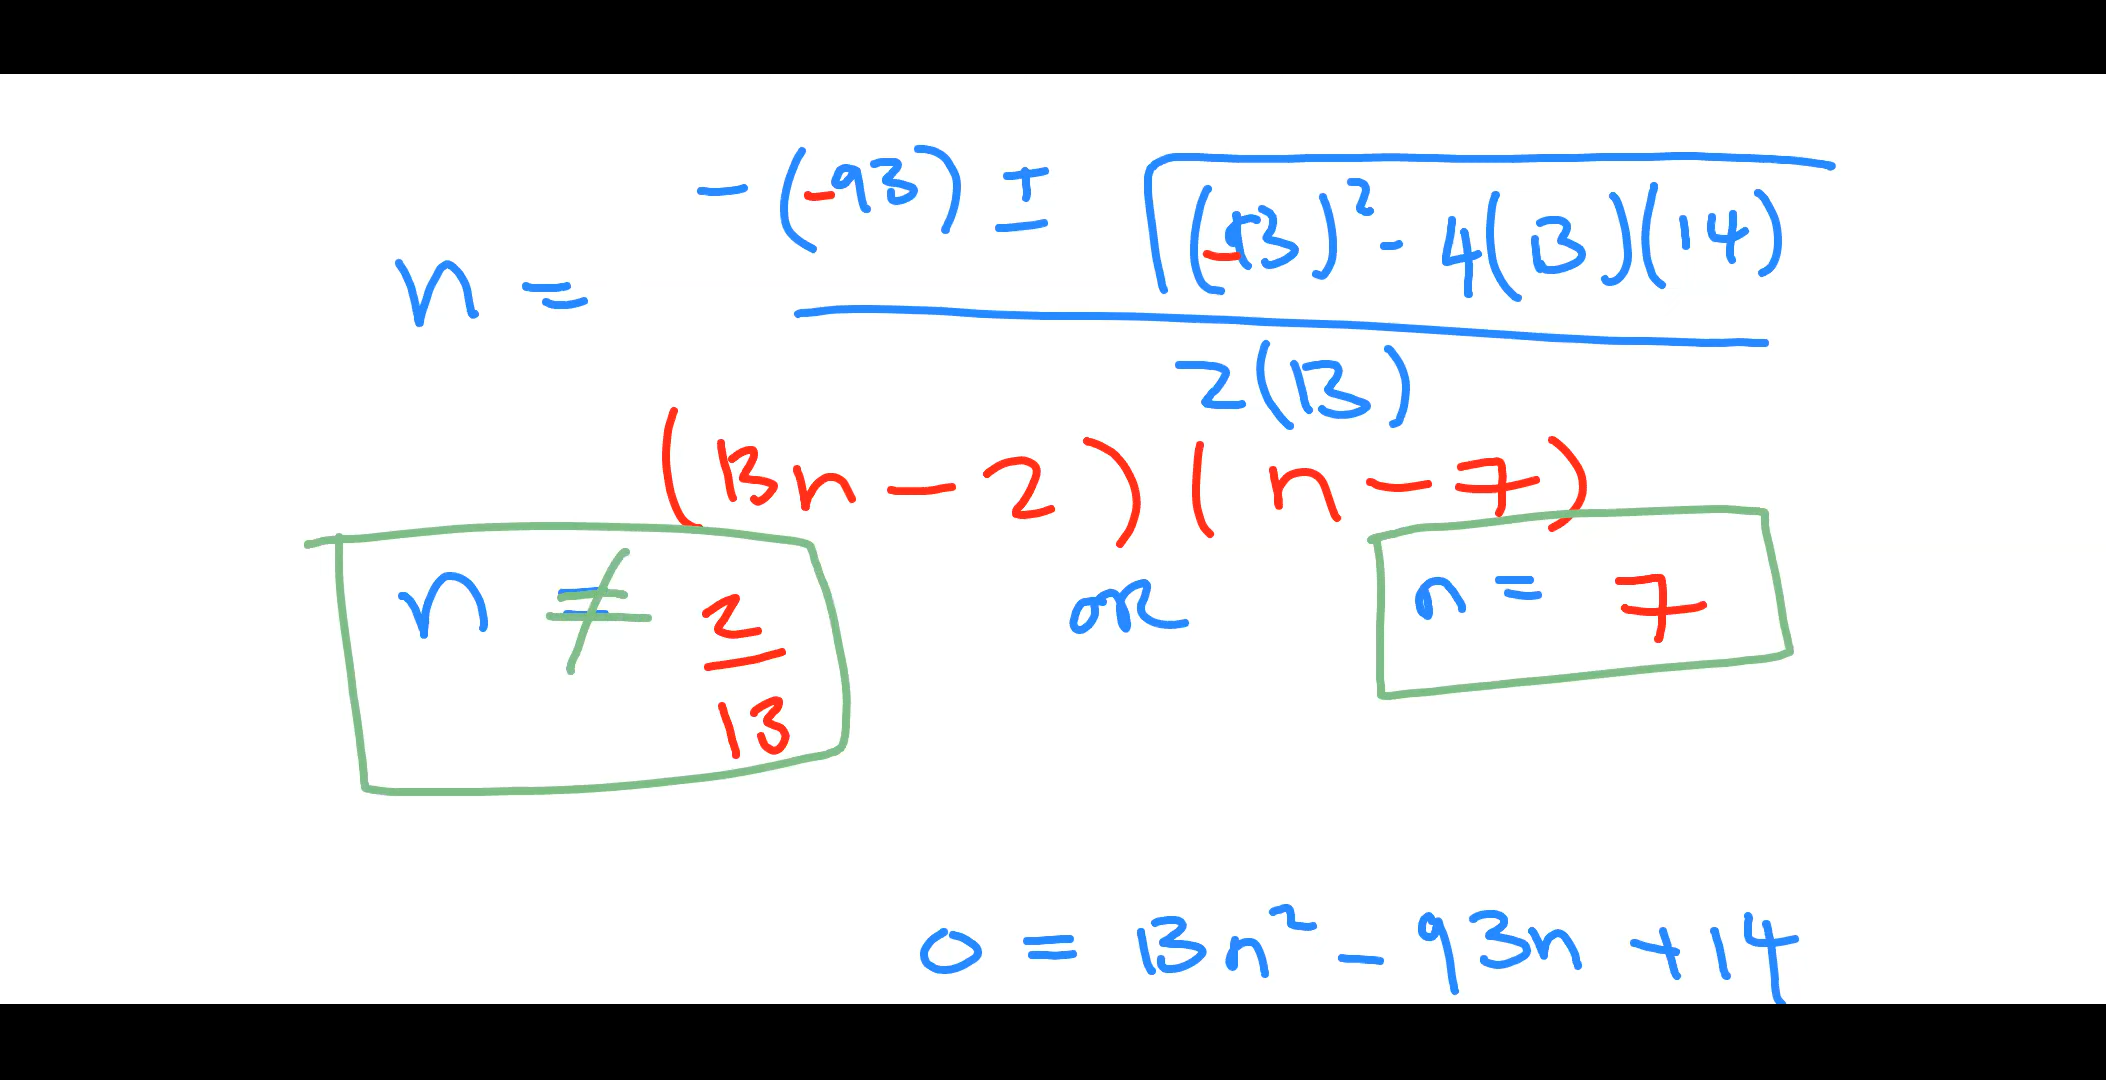 n = -(-93) ± √((-93)² - 4(13)(14)) / 2(13)
(13n - 2)(n - 7)
n ≠ 2/13 or n = 7
0 = 13n² - 93n + 14